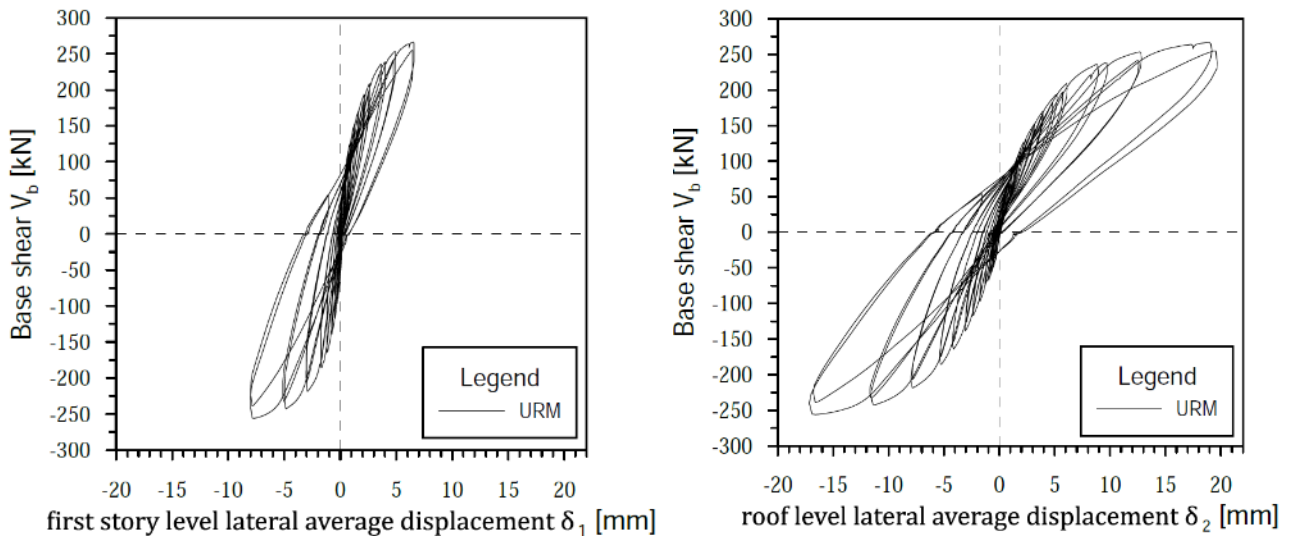 300
250
200
150
100
50
0
-50
-100
-150
-200
-250
-300
Base shear V_b [kN]
Legend
URM
-20 -15 -10 -5 0 5 10 15 20
first story level lateral average displacement δ_1 [mm]
300
250
200
150
100
50
0
-50
-100
-150
-200
-250
-300
Base shear V_b [kN]
Legend
URM
-20 -15 -10 -5 0 5 10 15 20
roof level lateral average displacement δ_2 [mm]